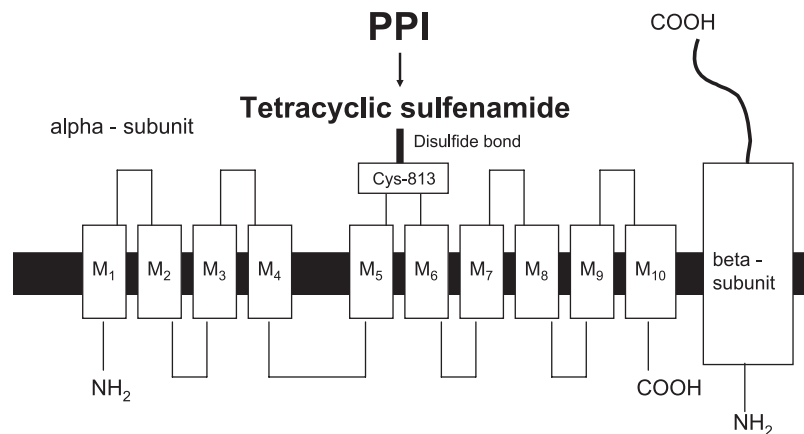 PPI
COOH
Tetracyclic sulfenamide
alpha - subunit
Disulfide bond
Cys-813
M₁ M₂ M₃ M₄ M₅ M₆ M₇ M₈ M₉ M₁₀
beta -
subunit
NH₂
COOH
NH₂